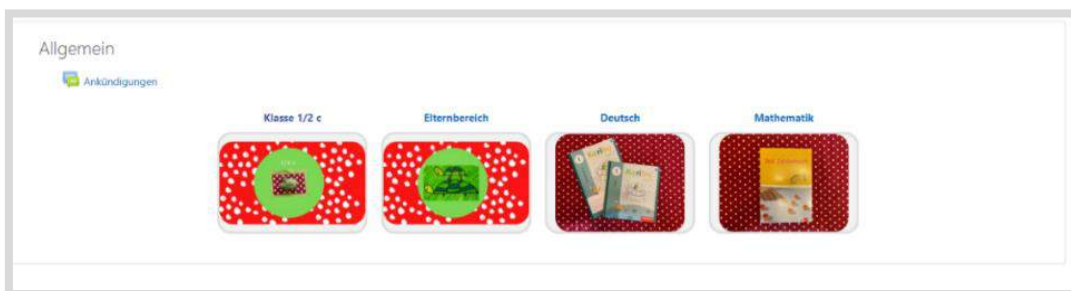 Allgemein
Ankündigungen
Klasse 1/2 c
Elternbereich
Deutsch
Mathematik